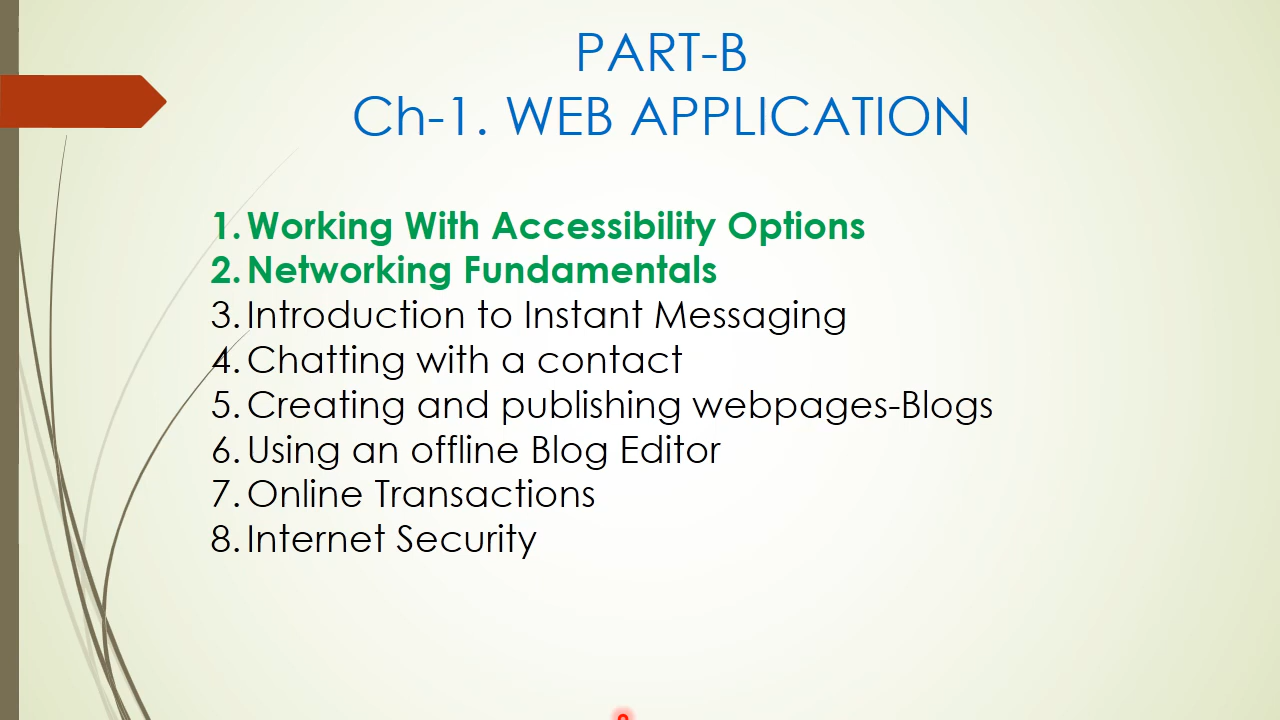 PART-B
Ch-1. WEB APPLICATION
1. Working With Accessibility Options
2. Networking Fundamentals
3. Introduction to Instant Messaging
4. Chatting with a contact
5. Creating and publishing webpages-Blogs
6. Using an offline Blog Editor
7. Online Transactions
8. Internet Security